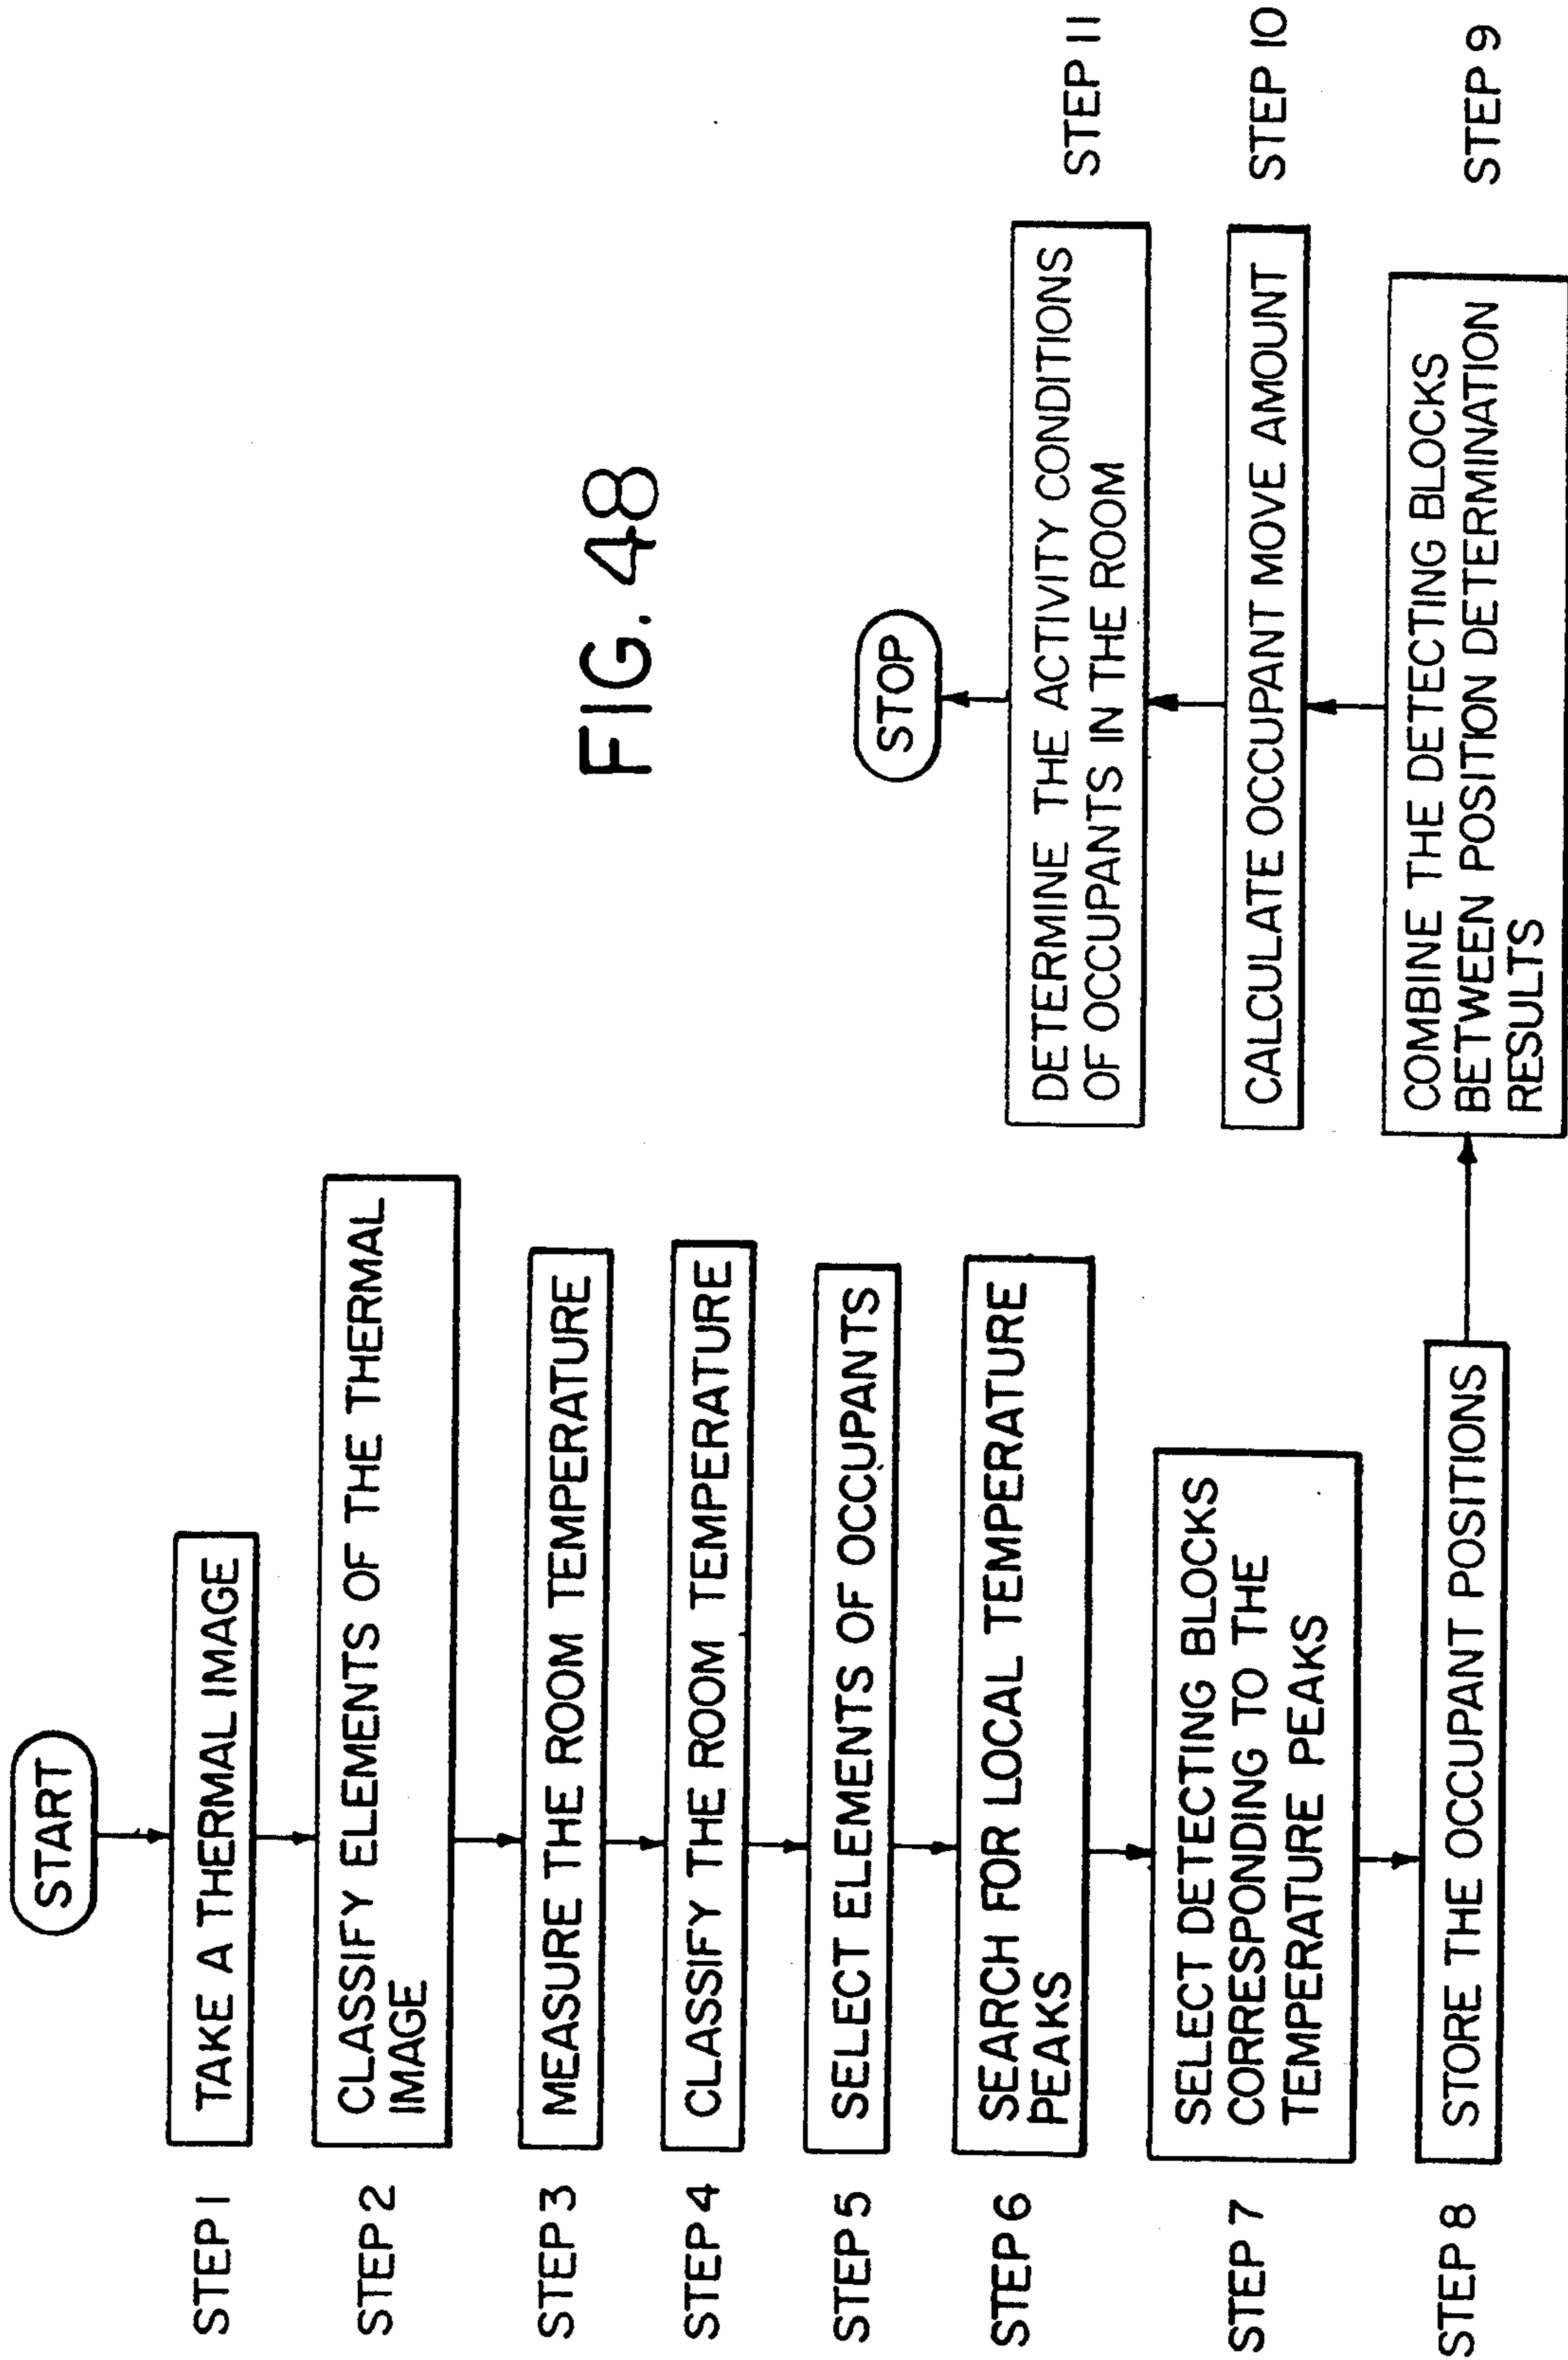 FIG. 48
START
STEP 1
TAKE A THERMAL IMAGE
STEP 2
CLASSIFY ELEMENTS OF THE THERMAL
IMAGE
STEP 3
MEASURE THE ROOM TEMPERATURE
STEP 4
CLASSIFY THE ROOM TEMPERATURE
STEP 5
SELECT ELEMENTS OF OCCUPANTS
STEP 6
SEARCH FOR LOCAL TEMPERATURE
PEAKS
STEP 7
SELECT DETECTING BLOCKS
CORRESPONDING TO THE
TEMPERATURE PEAKS
STEP 8
STORE THE OCCUPANT POSITIONS
COMBINE THE DETECTING BLOCKS
BETWEEN POSITION DETERMINATION
RESULTS
STEP 9
CALCULATE OCCUPANT MOVE AMOUNT
STEP 10
DETERMINE THE ACTIVITY CONDITIONS
OF OCCUPANTS IN THE ROOM
STEP 11
STOP